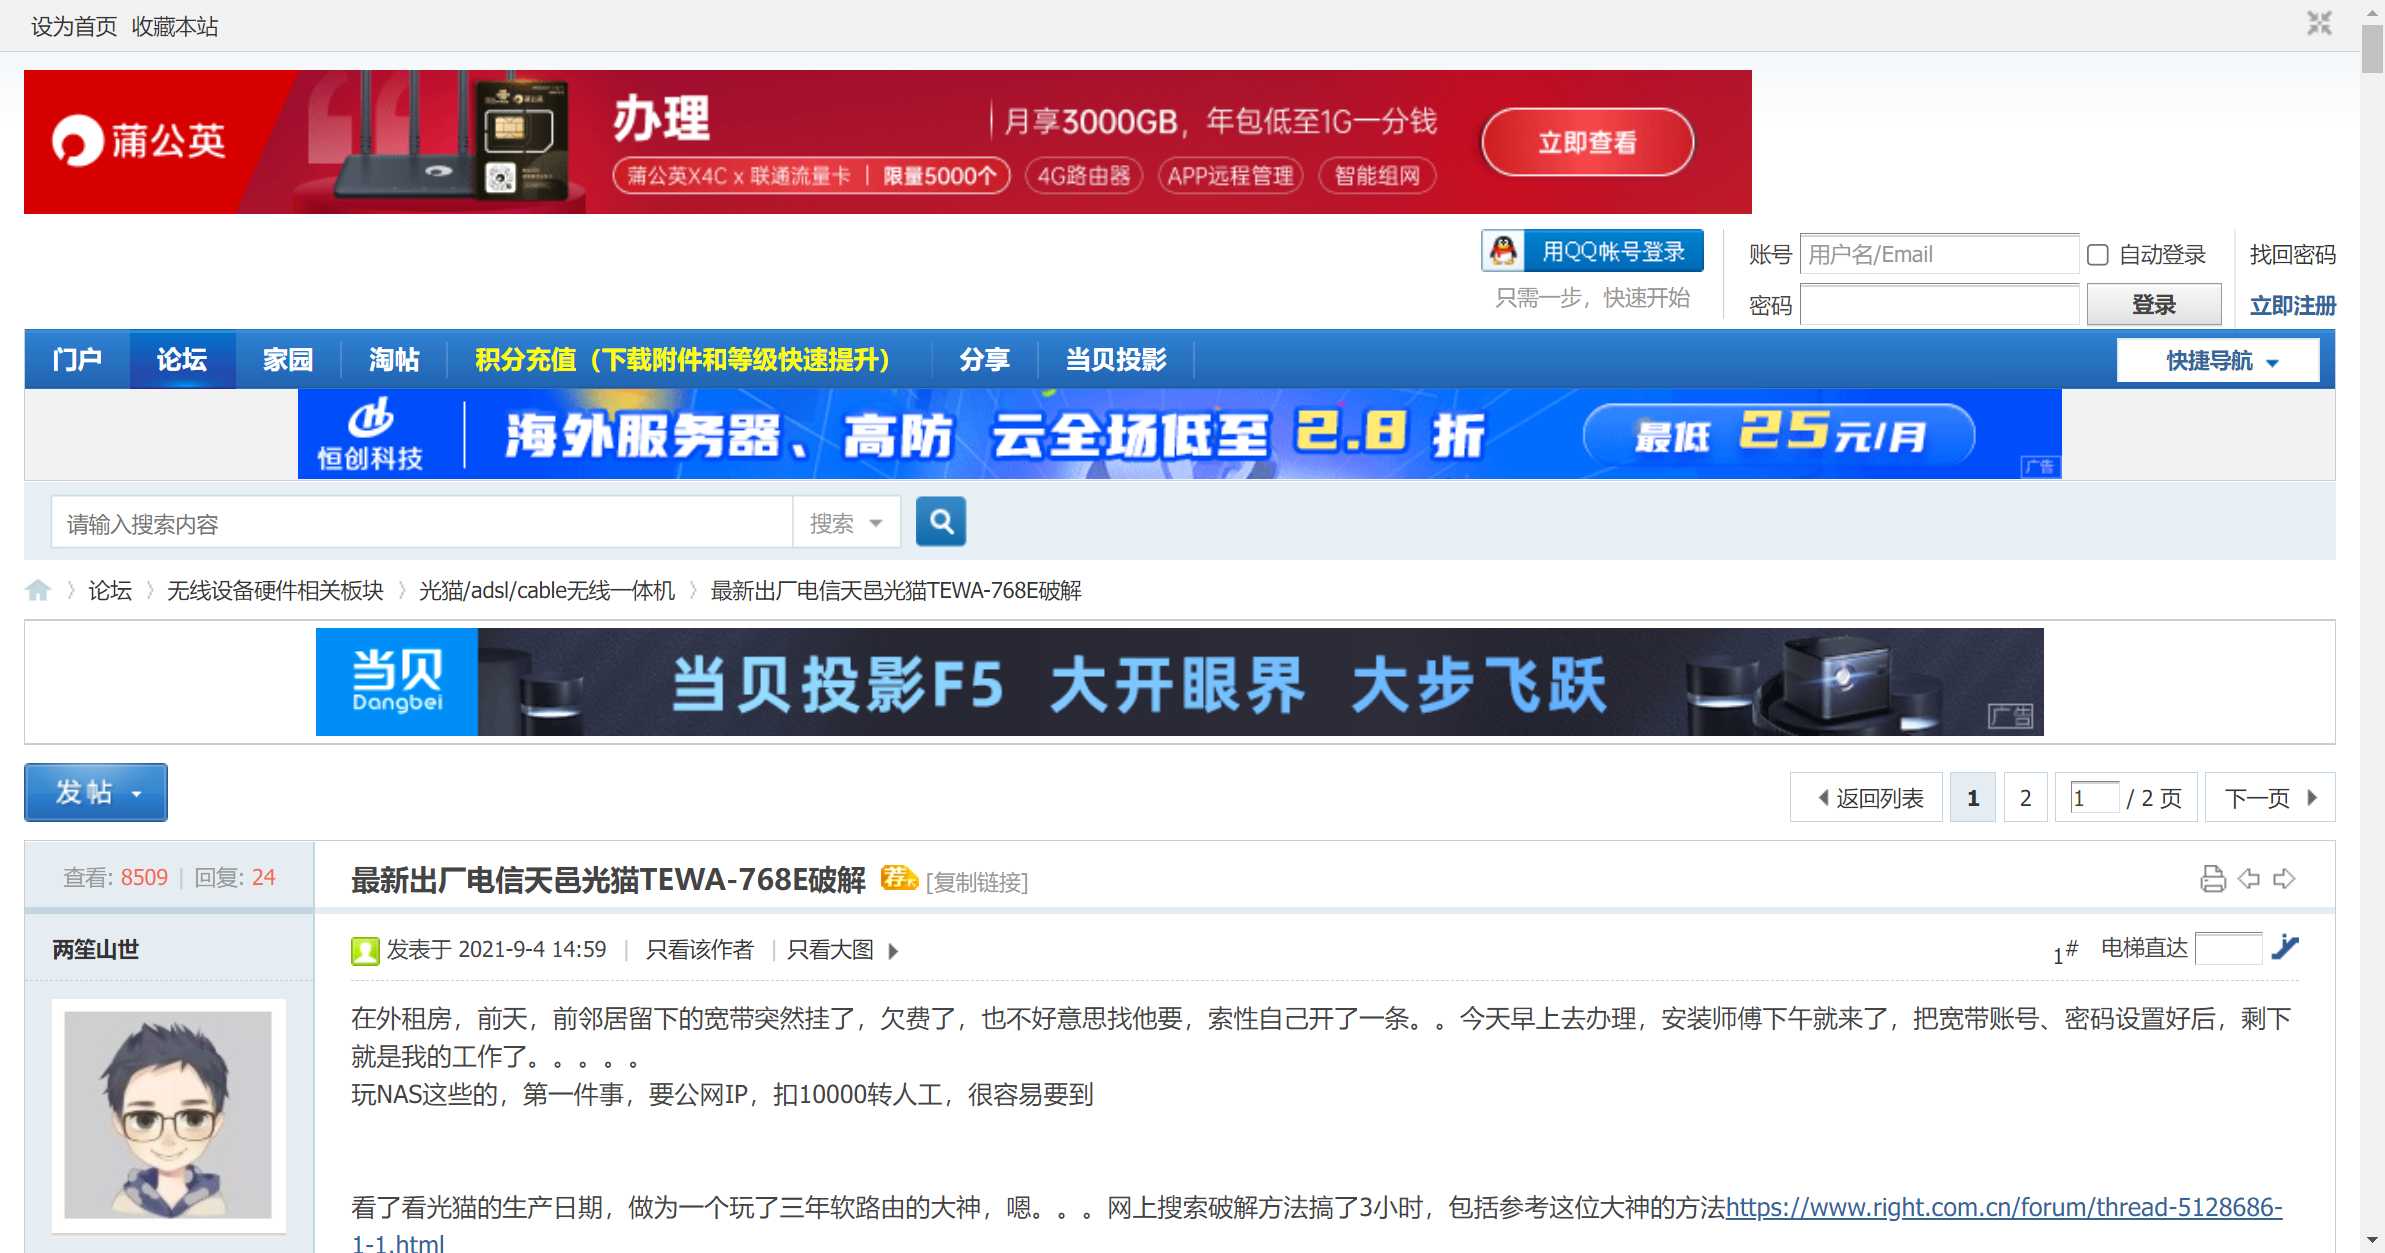 设为首页 收藏本站
蒲公英
办理
月享3000GB，年包低至1G一分钱
蒲公英X4C x 联通流量卡 | 限量5000个
4G路由器
APP远程管理
智能组网
立即查看
用QQ帐号登录
只需一步，快速开始
账号 用户名/Email 自动登录 找回密码
密码 登录 立即注册
门户 论坛 家园 淘帖 积分充值（下载附件和等级快速提升） 分享 当贝投影 快捷导航
恒创科技
海外服务器、高防 云全场低至 2.8 折
最低 25元/月
广告
请输入搜索内容 搜索
论坛 〉 无线设备硬件相关板块 〉 光猫/adsl/cable无线一体机 〉 最新出厂电信天邑光猫TEWA-768E破解
当贝
Dangbei
当贝投影F5 大开眼界 大步飞跃
广告
发帖
返回列表 1 2 1 / 2 页 下一页
查看: 8509 | 回复: 24
最新出厂电信天邑光猫TEWA-768E破解 荐 [复制链接]
两笙山世
发表于 2021-9-4 14:59 | 只看该作者 | 只看大图
1# 电梯直达
在外租房，前天，前邻居留下的宽带突然挂了，欠费了，也不好意思找他要，索性自己开了一条。。今天早上去办理，安装师傅下午就来了，把宽带账号、密码设置好后，剩下
就是我的工作了。。。。。
玩NAS这些的，第一件事，要公网IP，扣10000转人工，很容易要到
看了看光猫的生产日期，做为一个玩了三年软路由的大神，嗯。。。网上搜索破解方法搞了3小时，包括参考这位大神的方法https://www.right.com.cn/forum/thread-5128686-
1-1.html